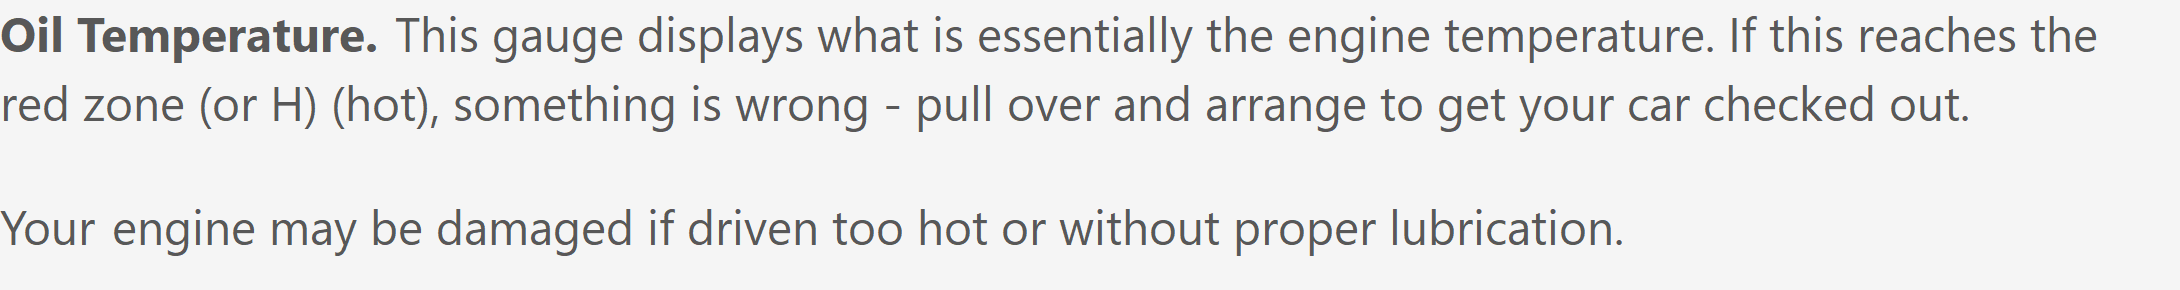 Oil Temperature. This gauge displays what is essentially the engine temperature. If this reaches the
red zone (or H) (hot), something is wrong - pull over and arrange to get your car checked out.
Your engine may be damaged if driven too hot or without proper lubrication.